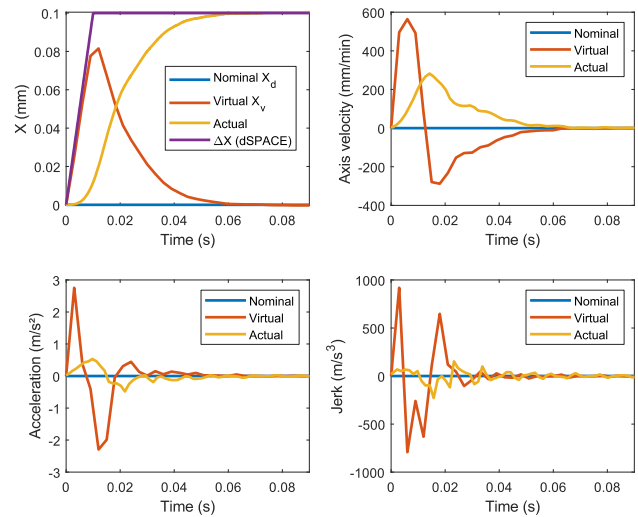 0.1
0.08
0.06
0.04
0.02
0
X (mm)
Nominal X_d
Virtual X_v
Actual
ΔX (dSPACE)
0 0.02 0.04 0.06 0.08
Time (s)
600
400
200
0
-200
-400
Axis velocity (mm/min)
Nominal
Virtual
Actual
0 0.02 0.04 0.06 0.08
Time (s)
3
2
1
0
-1
-2
-3
Acceleration (m/s²)
Nominal
Virtual
Actual
0 0.02 0.04 0.06 0.08
Time (s)
1000
500
0
-500
-1000
Jerk (m/s³)
Nominal
Virtual
Actual
0 0.02 0.04 0.06 0.08
Time (s)